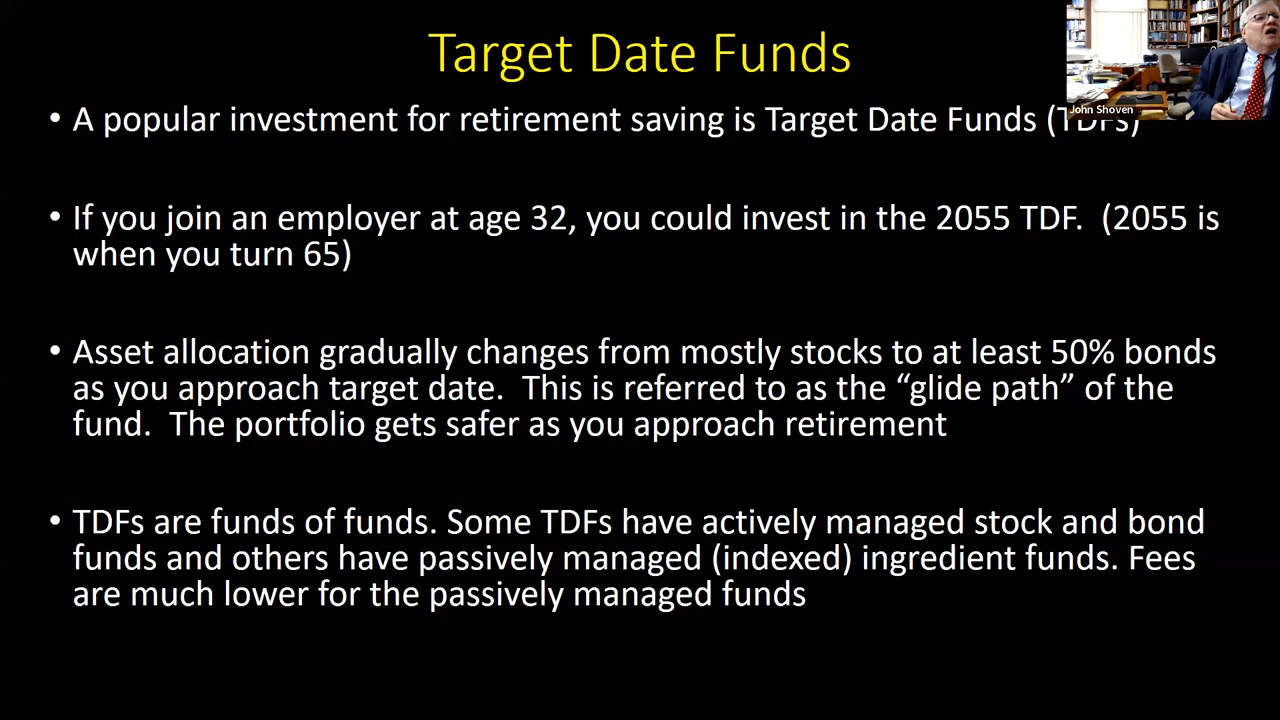 Target Date Funds
John Shoven
• A popular investment for retirement saving is Target Date Funds (TDFs)
• If you join an employer at age 32, you could invest in the 2055 TDF.  (2055 is
when you turn 65)
• Asset allocation gradually changes from mostly stocks to at least 50% bonds
as you approach target date.  This is referred to as the “glide path” of the
fund.  The portfolio gets safer as you approach retirement
• TDFs are funds of funds. Some TDFs have actively managed stock and bond
funds and others have passively managed (indexed) ingredient funds. Fees
are much lower for the passively managed funds